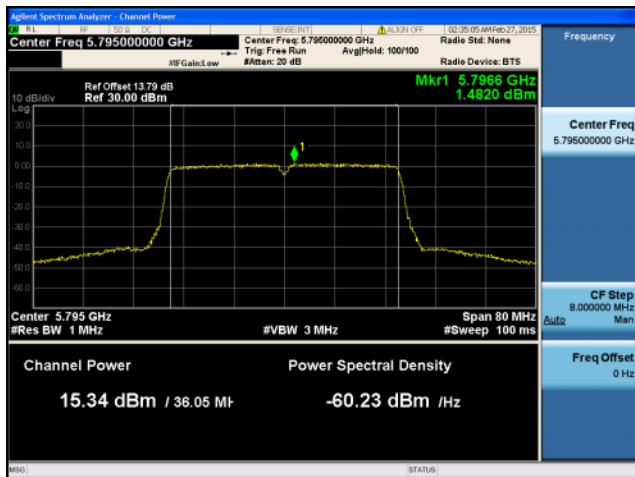 Agilent Spectrum Analyzer - Channel Power
RL RF 50 Ω DC SENSE:INT ALIGN OFF 02:35:05 AM Feb 27, 2015
Center Freq 5.795000000 GHz
Center Freq: 5.795000000 GHz
Radio Std: None
Trig: Free Run Avg|Hold: 100/100
#IFGain:Low #Atten: 20 dB Radio Device: BTS
Frequency
Ref Offset 13.79 dB
Mkr1 5.7966 GHz
10 dB/div Ref 30.00 dBm 1.4820 dBm
Log
20.0
10.0
0.00
-10.0
-20.0
-30.0
-40.0
-50.0
-60.0
1
Center 5.795 GHz Span 80 MHz
#Res BW 1 MHz #VBW 3 MHz #Sweep 100 ms
Channel Power Power Spectral Density
15.34 dBm / 36.05 MH -60.23 dBm /Hz
Center Freq
5.795000000 GHz
CF Step
8.000000 MHz
Auto Man
Freq Offset
0 Hz
MSG STATUS